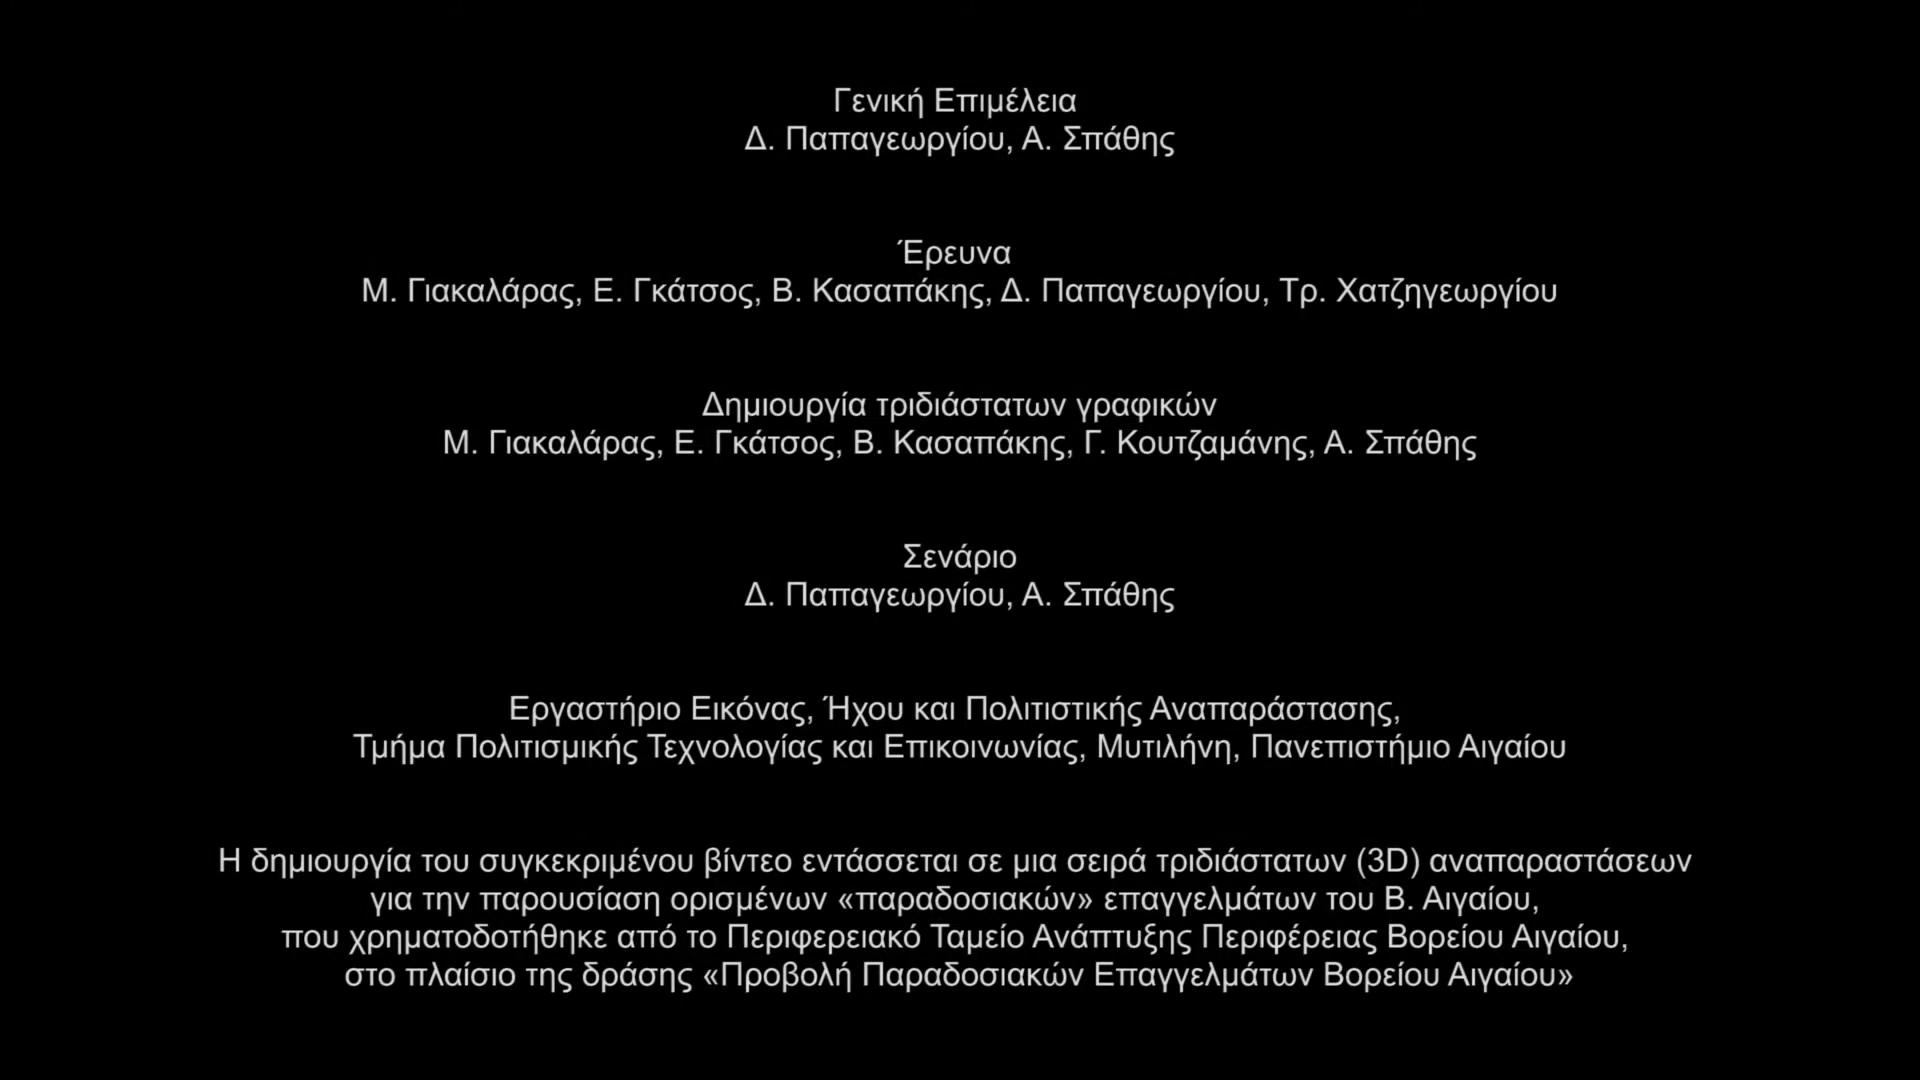 Γενική Επιμέλεια
Δ. Παπαγεωργίου, Α. Σπάθης
Έρευνα
Μ. Γιακαλάρας, Ε. Γκάτσος, Β. Κασαπάκης, Δ. Παπαγεωργίου, Τρ. Χατζηγεωργίου
Δημιουργία τριδιάστατων γραφικών
Μ. Γιακαλάρας, Ε. Γκάτσος, Β. Κασαπάκης, Γ. Κουτζαμάνης, Α. Σπάθης
Σενάριο
Δ. Παπαγεωργίου, Α. Σπάθης
Εργαστήριο Εικόνας, Ήχου και Πολιτιστικής Αναπαράστασης,
Τμήμα Πολιτισμικής Τεχνολογίας και Επικοινωνίας, Μυτιλήνη, Πανεπιστήμιο Αιγαίου
Η δημιουργία του συγκεκριμένου βίντεο εντάσσεται σε μια σειρά τριδιάστατων (3D) αναπαραστάσεων
για την παρουσίαση ορισμένων «παραδοσιακών» επαγγελμάτων του Β. Αιγαίου,
που χρηματοδοτήθηκε από το Περιφερειακό Ταμείο Ανάπτυξης Περιφέρειας Βορείου Αιγαίου,
στο πλαίσιο της δράσης «Προβολή Παραδοσιακών Επαγγελμάτων Βορείου Αιγαίου»